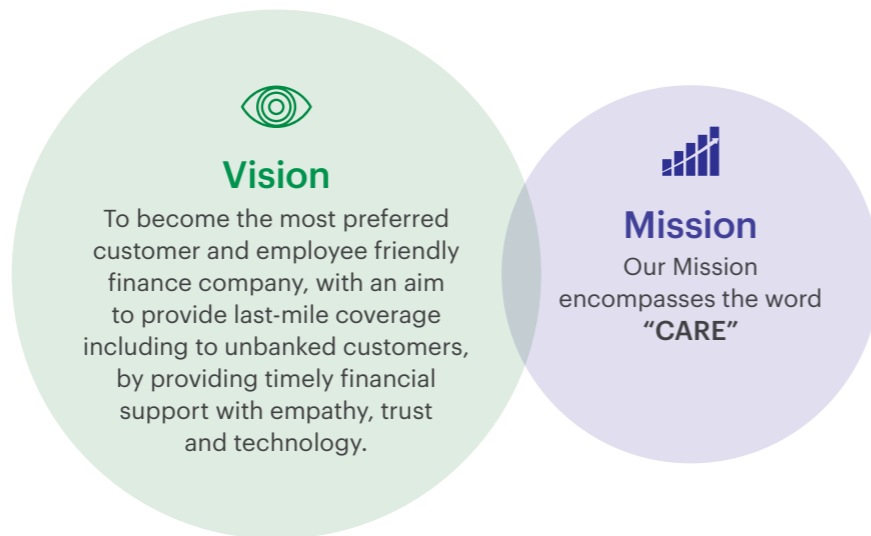 Vision
To become the most preferred
customer and employee friendly
finance company, with an aim
to provide last-mile coverage
including to unbanked customers,
by providing timely financial
support with empathy, trust
and technology.
Mission
Our Mission
encompasses the word
“CARE”